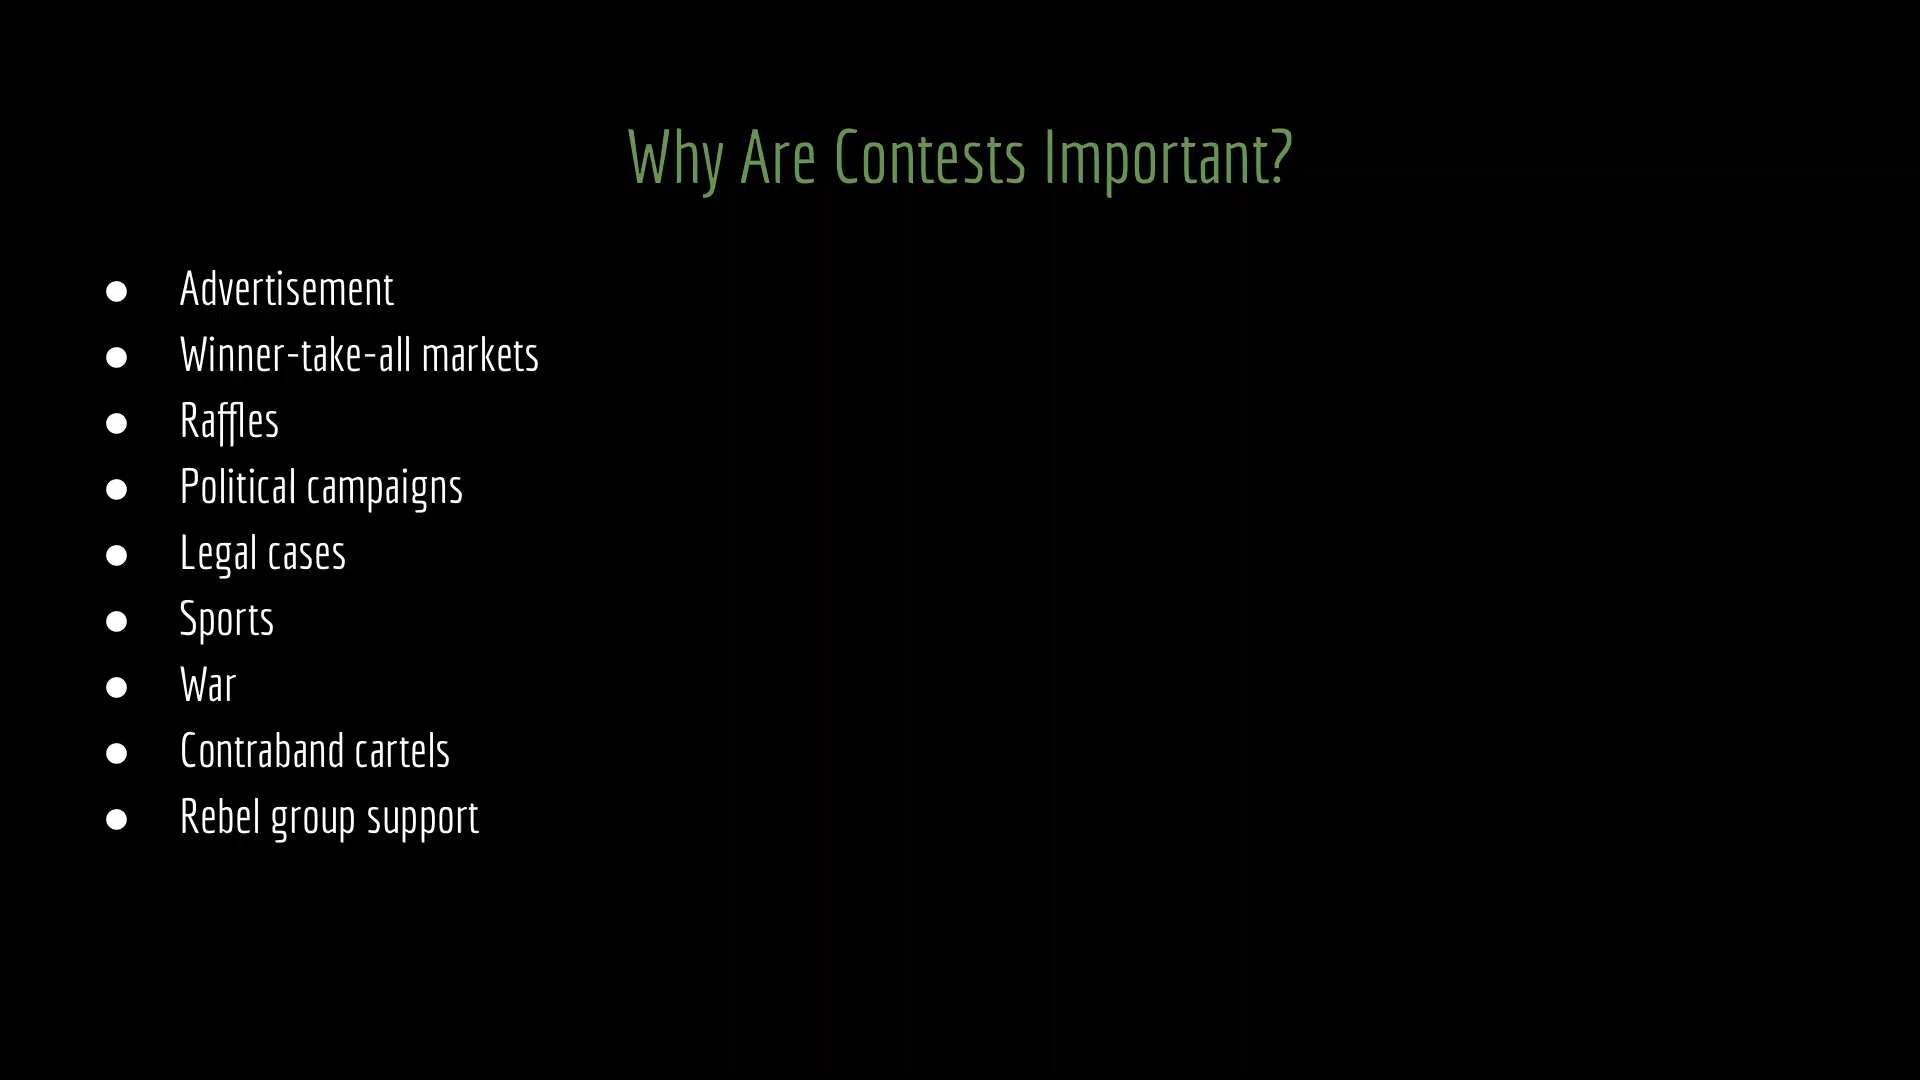 Why Are Contests Important?
● Advertisement
● Winner-take-all markets
● Raffles
● Political campaigns
● Legal cases
● Sports
● War
● Contraband cartels
● Rebel group support